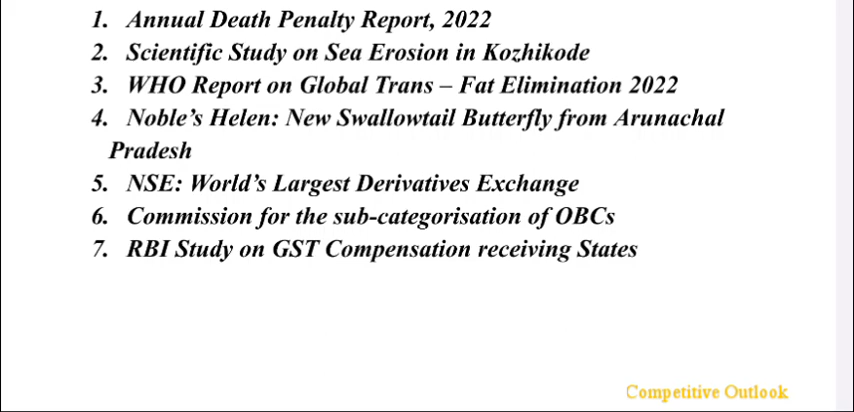 1. Annual Death Penalty Report, 2022
2. Scientific Study on Sea Erosion in Kozhikode
3. WHO Report on Global Trans – Fat Elimination 2022
4. Noble’s Helen: New Swallowtail Butterfly from Arunachal
Pradesh
5. NSE: World’s Largest Derivatives Exchange
6. Commission for the sub-categorisation of OBCs
7. RBI Study on GST Compensation receiving States
Competitive Outlook